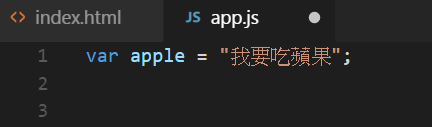 index.html JS app.js
1 var apple = "我要吃蘋果";
2
3